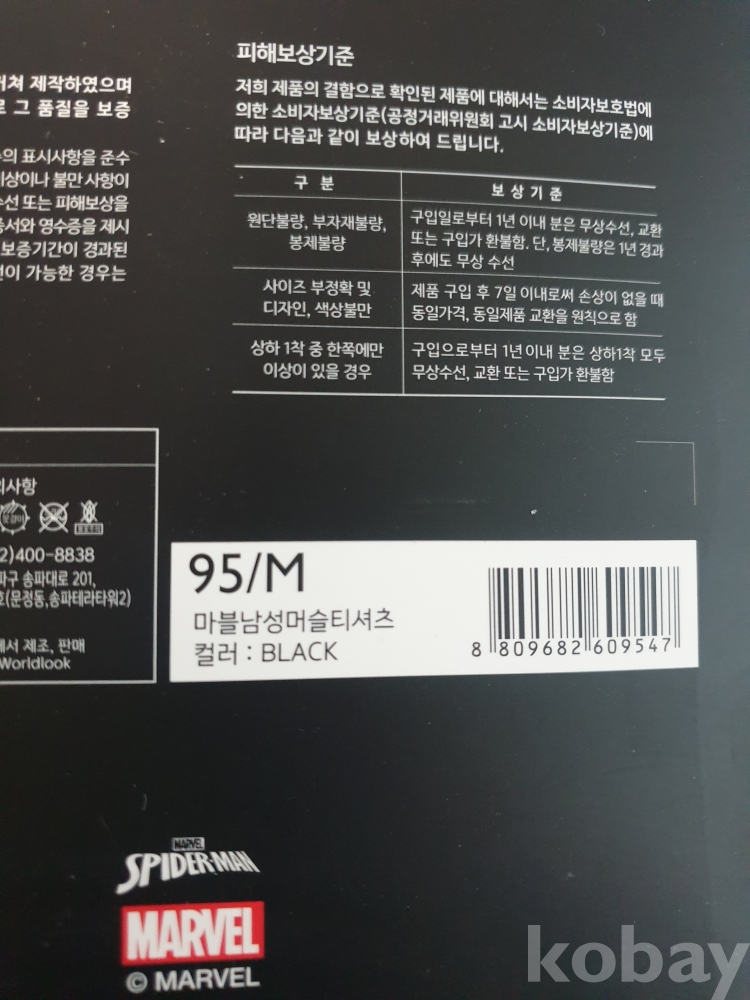 거쳐 제작하였으며
로 그 품질을 보증
의 표시사항을 준수
이상이나 불만 사항이
수선 또는 피해보상을
증서와 영수증을 제시
보증기간이 경과된
선이 가능한 경우는
피해보상기준
저희 제품의 결함으로 확인된 제품에 대해서는 소비자보호법에
의한 소비자보상기준(공정거래위원회 고시 소비자보상기준)에
따라 다음과 같이 보상하여 드립니다.
구 분
보 상 기 준
원단불량, 부자재불량,
봉제불량
구입일로부터 1년 이내 분은 무상수선, 교환
또는 구입가 환불함. 단, 봉제불량은 1년 경과
후에도 무상 수선
사이즈 부정확 및
디자인, 색상불만
제품 구입 후 7일 이내로써 손상이 없을 때
동일가격, 동일제품 교환을 원칙으로 함
상하 1착 중 한쪽에만
이상이 있을 경우
구입으로부터 1년 이내 분은 상하1착 모두
무상수선, 교환 또는 구입가 환불함
의사항
2)400-8838
파구 송파대로 201,
호(문정동,송파테라타워2)
에서 제조, 판매
Worldlook
95/M
마블남성머슬티셔츠
컬러 : BLACK
8 809682 609547
MARVEL
SPIDER-MAN
MARVEL
© MARVEL
kobay